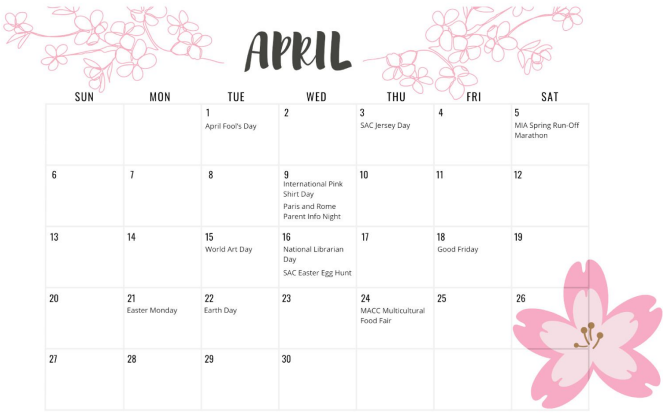 APRIL
SUN MON TUE WED THU FRI SAT
1 2 3 4 5
April Fool's Day
SAC Jersey Day
MIA Spring Run-Off
Marathon
6 7 8 9 10 11 12
International Pink
Shirt Day
Paris and Rome
Parent Info Night
13 14 15 16 17 18 19
World Art Day
National Librarian
Day
SAC Easter Egg Hunt
Good Friday
20 21 22 23 24 25 26
Easter Monday
Earth Day
MACC Multicultural
Food Fair
27 28 29 30